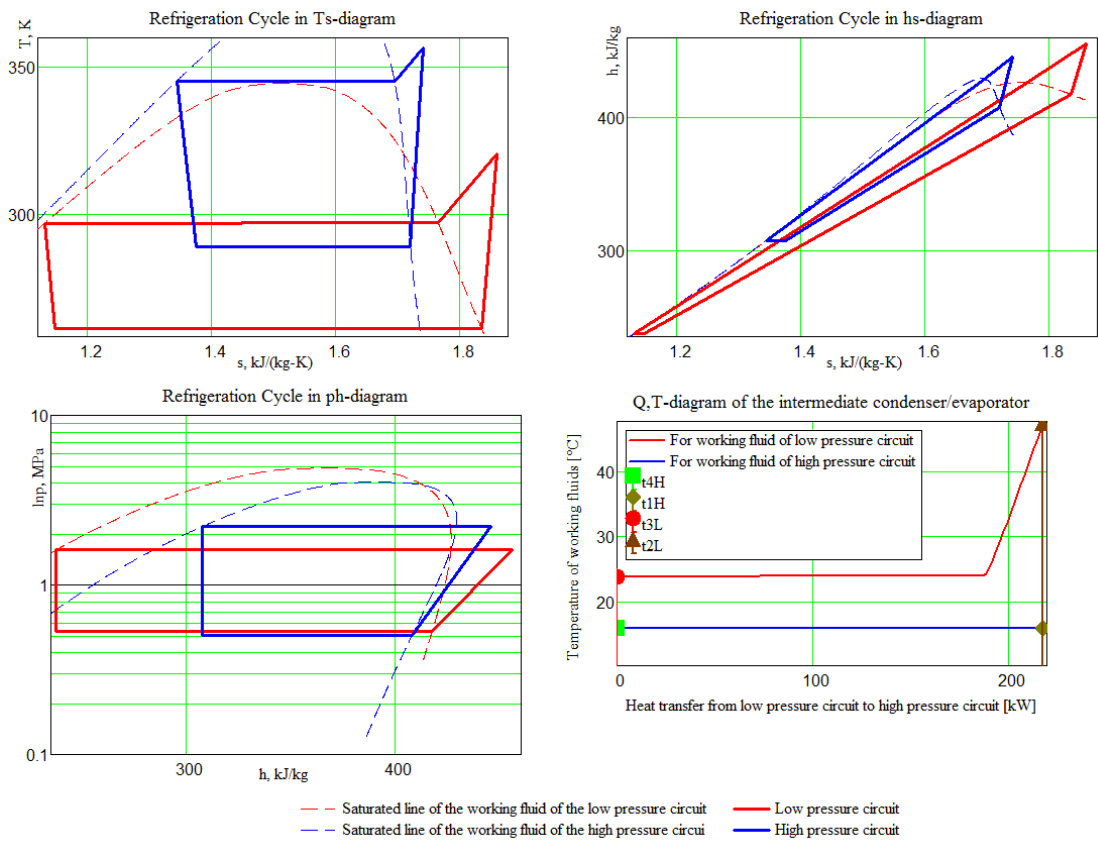 Refrigeration Cycle in Ts-diagram
T, K
350
300
1.2
1.4
1.6
1.8
s, kJ/(kg-K)
Refrigeration Cycle in hs-diagram
h, kJ/kg
400
300
1.2
1.4
1.6
1.8
s, kJ/(kg-K)
Refrigeration Cycle in ph-diagram
lnp, MPa
10
1
0.1
300
400
h, kJ/kg
Q,T-diagram of the intermediate condenser/evaporator
Temperature of working fluids [°C]
For working fluid of low pressure circuit
For working fluid of high pressure circuit
t4H
t1H
t3L
t2L
40
30
20
0
100
200
Heat transfer from low pressure circuit to high pressure circuit [kW]
Saturated line of the working fluid of the low pressure circuit
Low pressure circuit
Saturated line of the working fluid of the high pressure circui
High pressure circuit